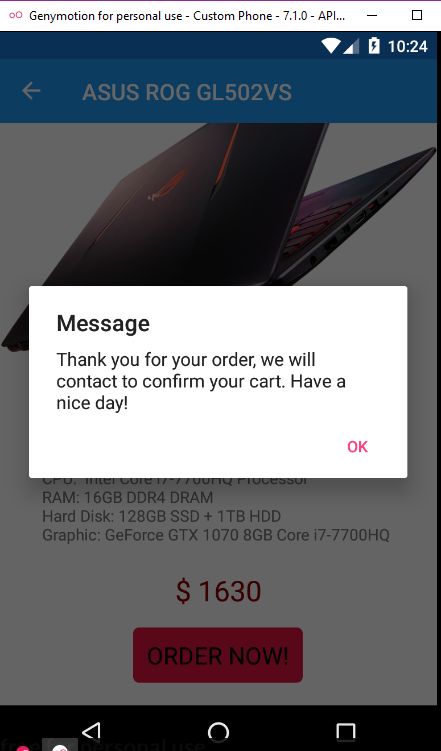 Genymotion for personal use - Custom Phone - 7.1.0 - API...
10:24
ASUS ROG GL502VS
Message
Thank you for your order, we will
contact to confirm your cart. Have a
nice day!
OK
CPU: Intel Core i7-7700HQ Processor
RAM: 16GB DDR4 DRAM
Hard Disk: 128GB SSD + 1TB HDD
Graphic: GeForce GTX 1070 8GB Core i7-7700HQ
$ 1630
ORDER NOW!
personal use